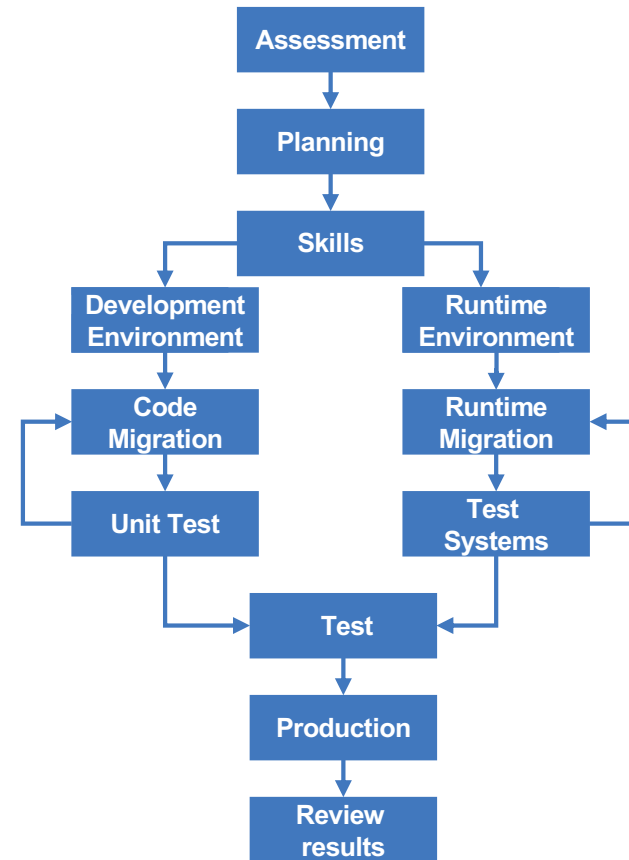 Assessment
Planning
Skills
Development
Environment
Runtime
Environment
Code
Migration
Runtime
Migration
Unit Test
Test
Systems
Test
Production
Review
results